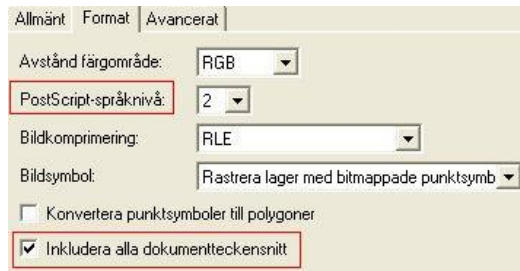 Allmänt Format Avancerat
Avstånd färgområde: RGB
PostScript-språknivå: 2
Bildkomprimering: RLE
Bildsymbol: Rastrera lager med bitmappade punktsymb
Konvertera punktsymboler till polygoner
Inkludera alla dokumentteckensnitt